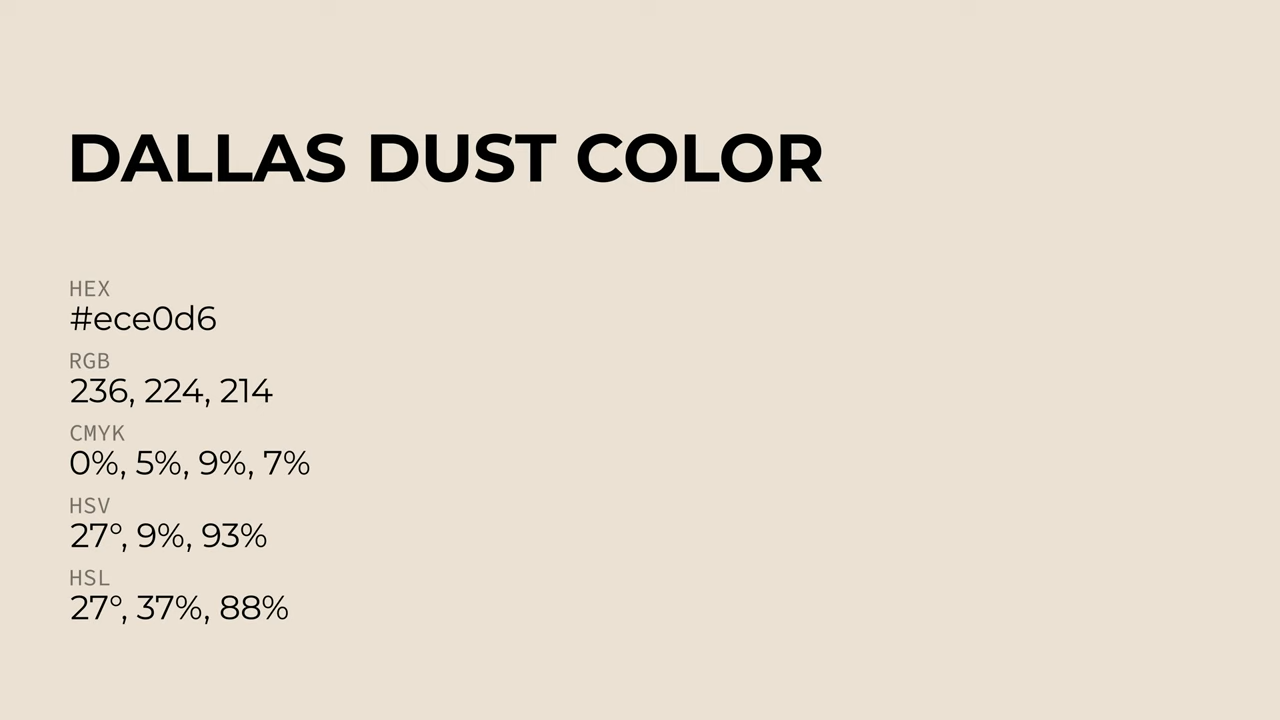 DALLAS DUST COLOR
HEX
#ece0d6
RGB
236, 224, 214
CMYK
0%, 5%, 9%, 7%
HSV
27°, 9%, 93%
HSL
27°, 37%, 88%